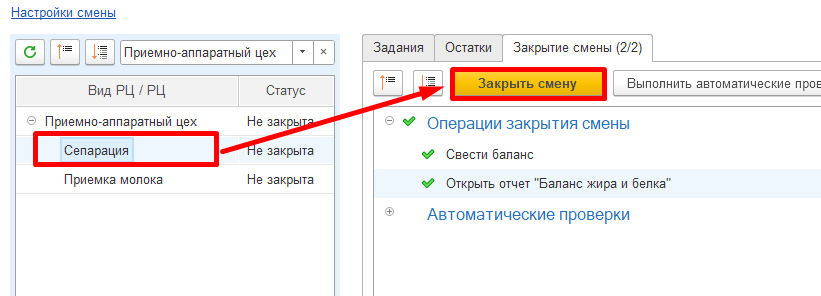 Настройки смены
Приемно-аппаратный цех
Вид РЦ / РЦ Статус
Приемно-аппаратный цех Не закрыта
Сепарация Не закрыта
Приемка молока Не закрыта
Задания Остатки Закрытие смены (2/2)
Закрыть смену Выполнить автоматические пров
Операции закрытия смены
Свести баланс
Открыть отчет "Баланс жира и белка"
Автоматические проверки